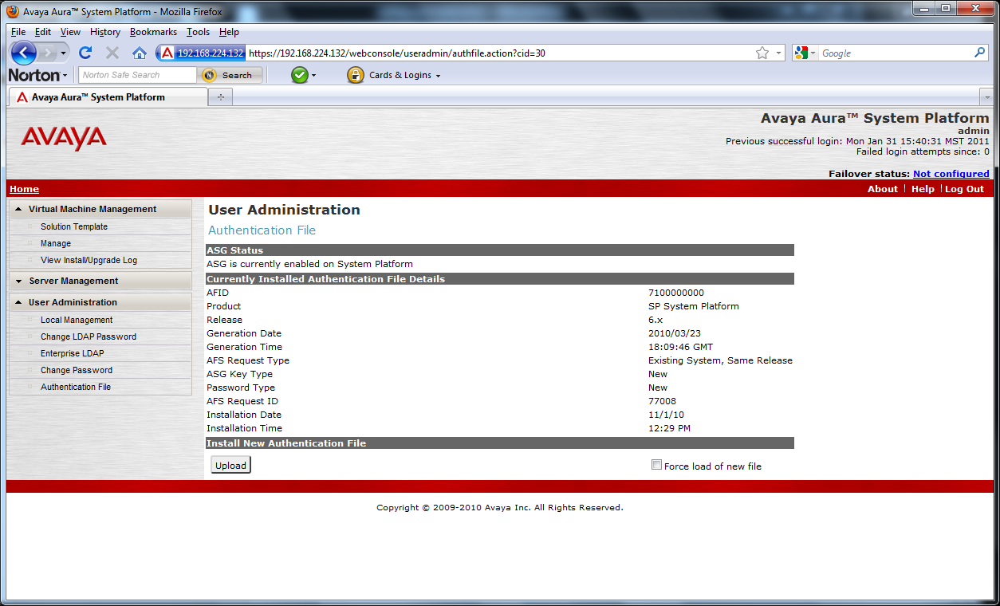 Avaya Aura™ System Platform - Mozilla Firefox
File Edit View History Bookmarks Tools Help
192.168.224.132 https://192.168.224.132/webconsole/useradmin/authfile.action?cid=30
Google
Norton Norton Safe Search Search Cards & Logins
Avaya Aura™ System Platform
AVAYA
Avaya Aura™ System Platform
admin
Previous successful login: Mon Jan 31 15:40:31 MST 2011
Failed login attempts since: 0
Failover status: Not configured
Home
About | Help | Log Out
Virtual Machine Management
Solution Template
Manage
View Install/Upgrade Log
Server Management
User Administration
Local Management
Change LDAP Password
Enterprise LDAP
Change Password
Authentication File
User Administration
Authentication File
ASG Status
ASG is currently enabled on System Platform
Currently Installed Authentication File Details
AFID 7100000000
Product SP System Platform
Release 6.x
Generation Date 2010/03/23
Generation Time 18:09:46 GMT
AFS Request Type Existing System, Same Release
ASG Key Type New
Password Type New
AFS Request ID 77008
Installation Date 11/1/10
Installation Time 12:29 PM
Install New Authentication File
Upload Force load of new file
Copyright © 2009-2010 Avaya Inc. All Rights Reserved.